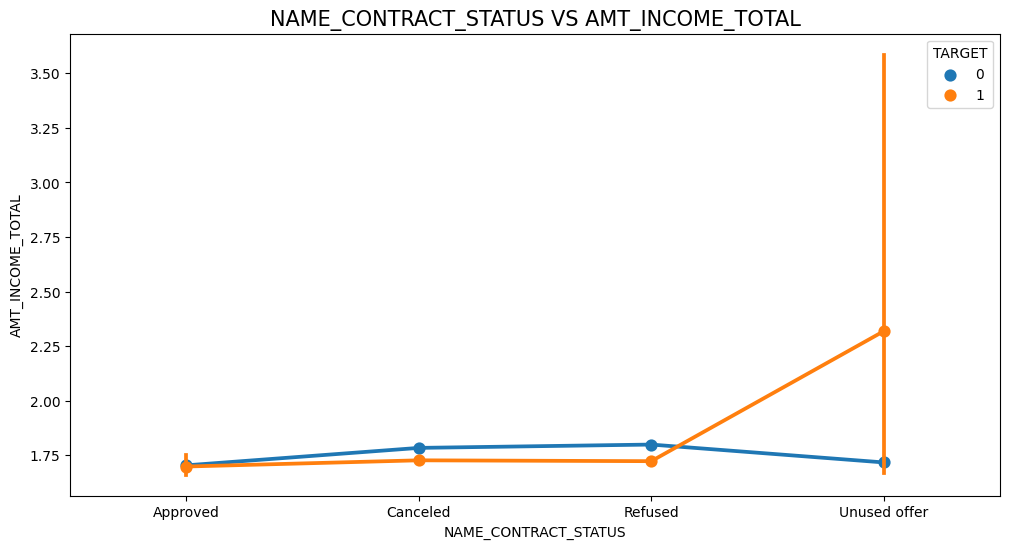 NAME_CONTRACT_STATUS VS AMT_INCOME_TOTAL
TARGET
0
1
3.50
3.25
3.00
2.75
2.50
2.25
2.00
1.75
AMT_INCOME_TOTAL
Approved
Canceled
Refused
Unused offer
NAME_CONTRACT_STATUS